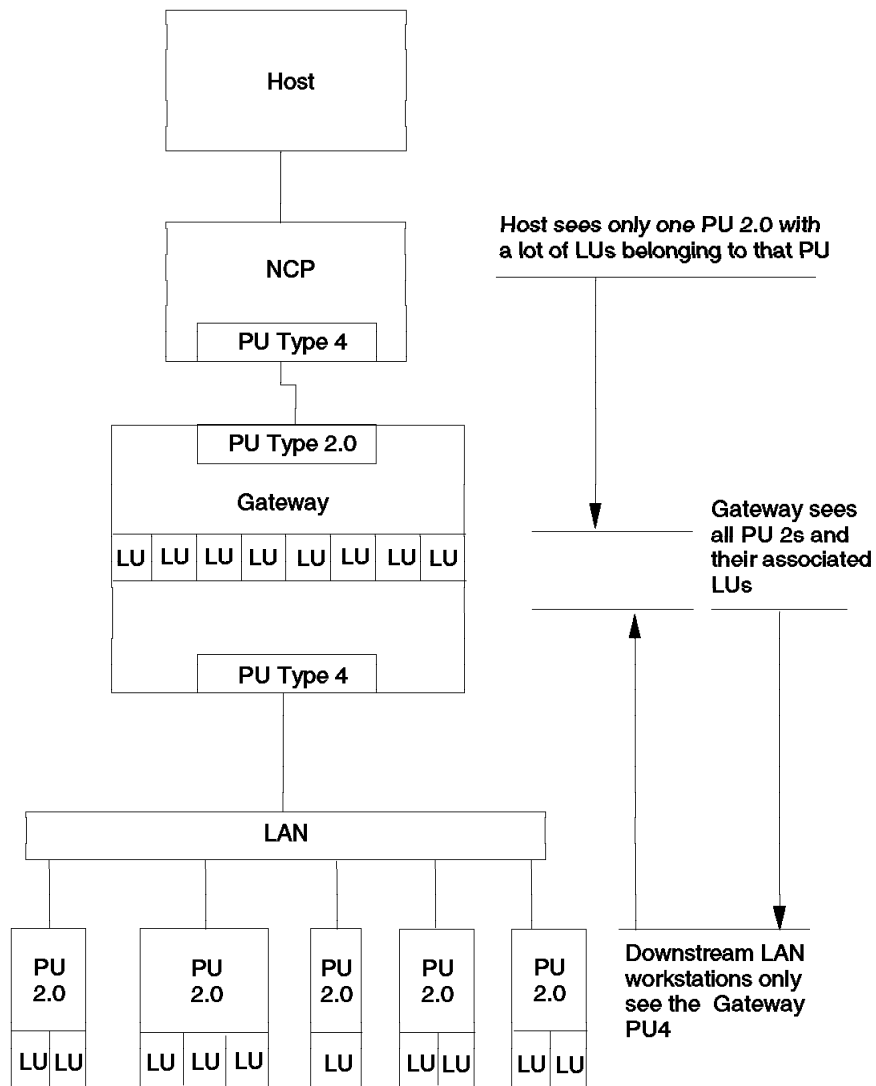 Host
NCP
PU Type 4
Host sees only one PU 2.0 with
a lot of LUs belonging to that PU
PU Type 2.0
Gateway
LU LU LU LU LU LU LU LU
PU Type 4
Gateway sees
all PU 2s and
their associated
LUs
LAN
PU
2.0
LU LU
PU
2.0
LU LU LU
PU
2.0
LU
PU
2.0
LU LU
PU
2.0
LU LU
Downstream LAN
workstations only
see the Gateway
PU4